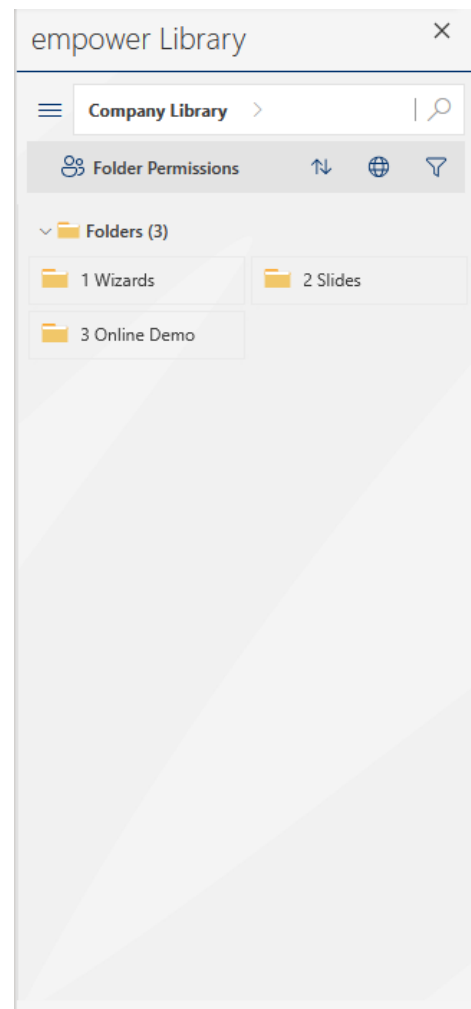 empower Library
Company Library
Folder Permissions
Folders (3)
1 Wizards
2 Slides
3 Online Demo